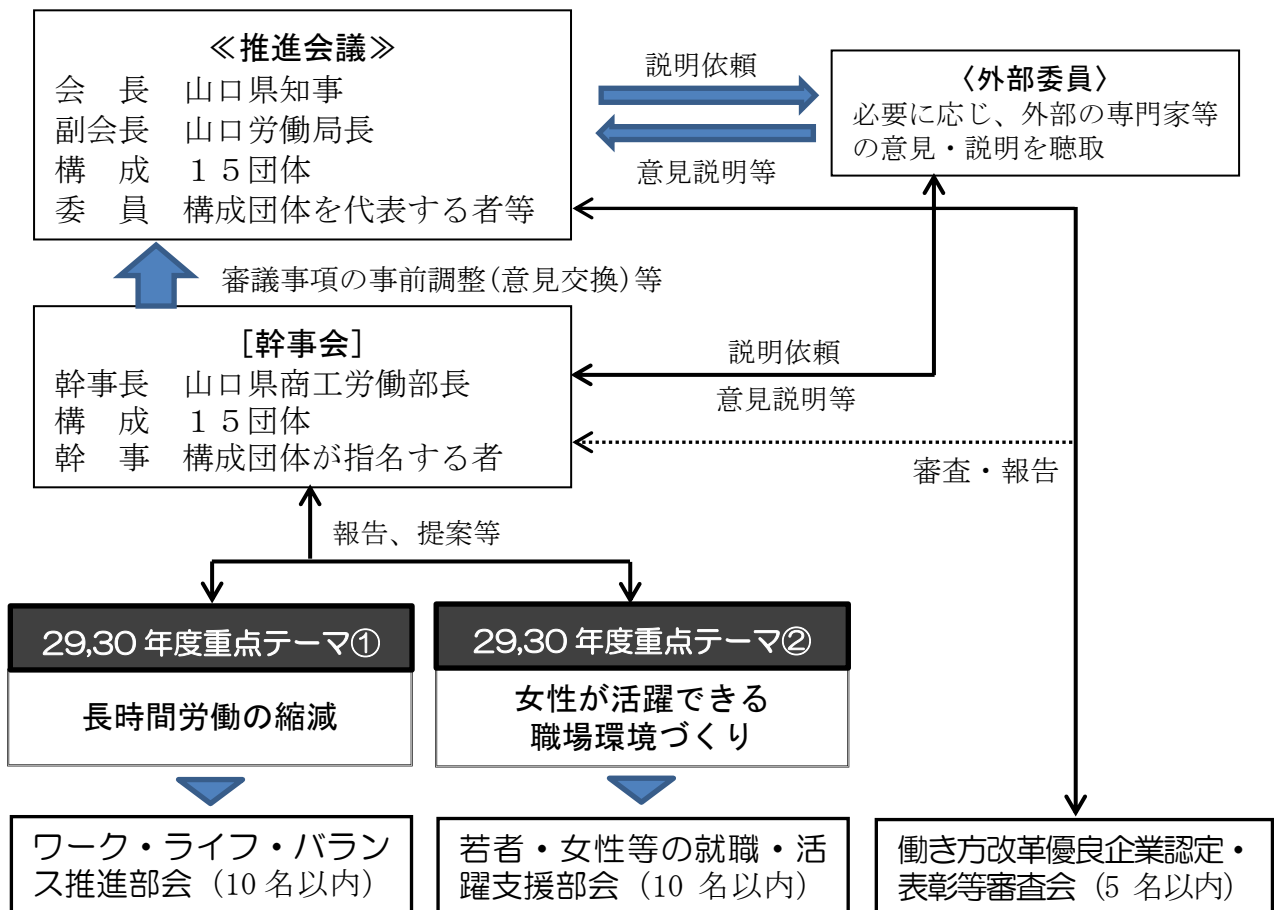 ≪推進会議≫
会　長　山口県知事
副会長　山口労働局長
構　成　１５団体
委　員　構成団体を代表する者等
説明依頼
意見説明等
〈外部委員〉
必要に応じ、外部の専門家等
の意見・説明を聴取
審議事項の事前調整(意見交換)等
[幹事会]
幹事長　山口県商工労働部長
構　成　１５団体
幹　事　構成団体が指名する者
説明依頼
意見説明等
審査・報告
報告、提案等
29,30 年度重点テーマ①
長時間労働の縮減
29,30 年度重点テーマ②
女性が活躍できる
職場環境づくり
ワーク・ライフ・バラン
ス推進部会（10 名以内）
若者・女性等の就職・活
躍支援部会（10 名以内）
働き方改革優良企業認定・
表彰等審査会（5 名以内）